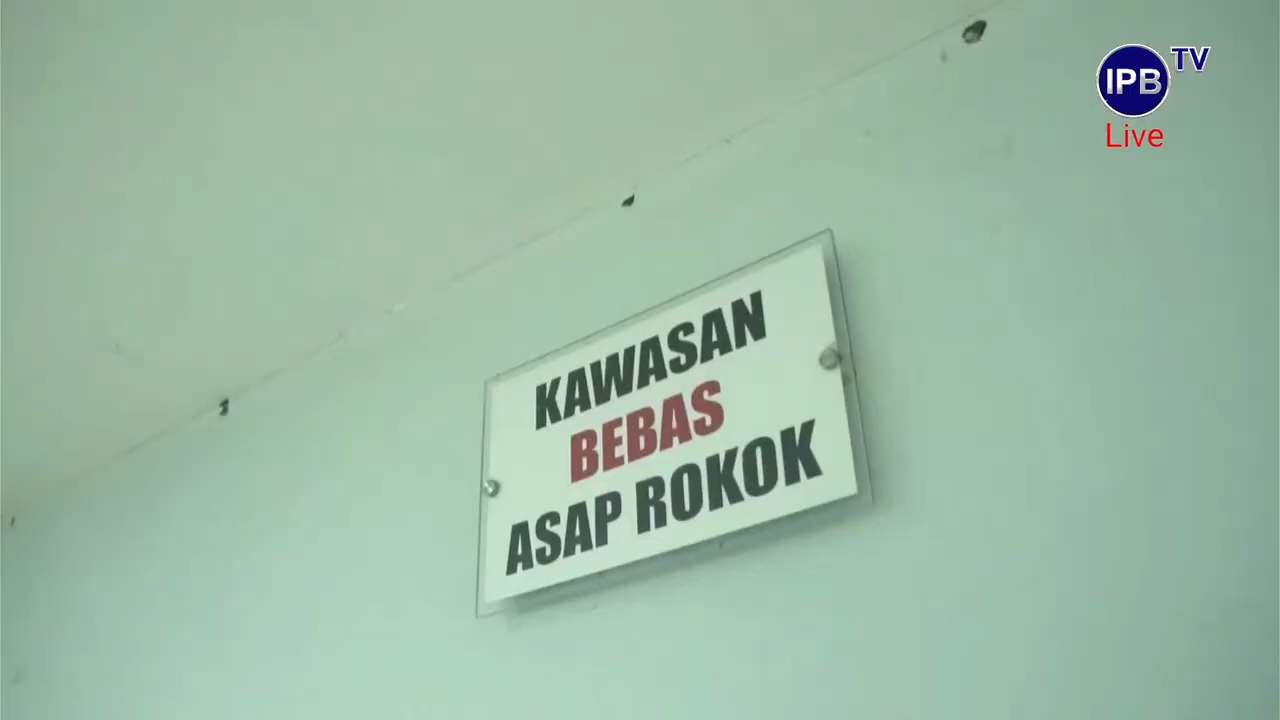 IPB TV
Live
KAWASAN
BEBAS
ASAP ROKOK